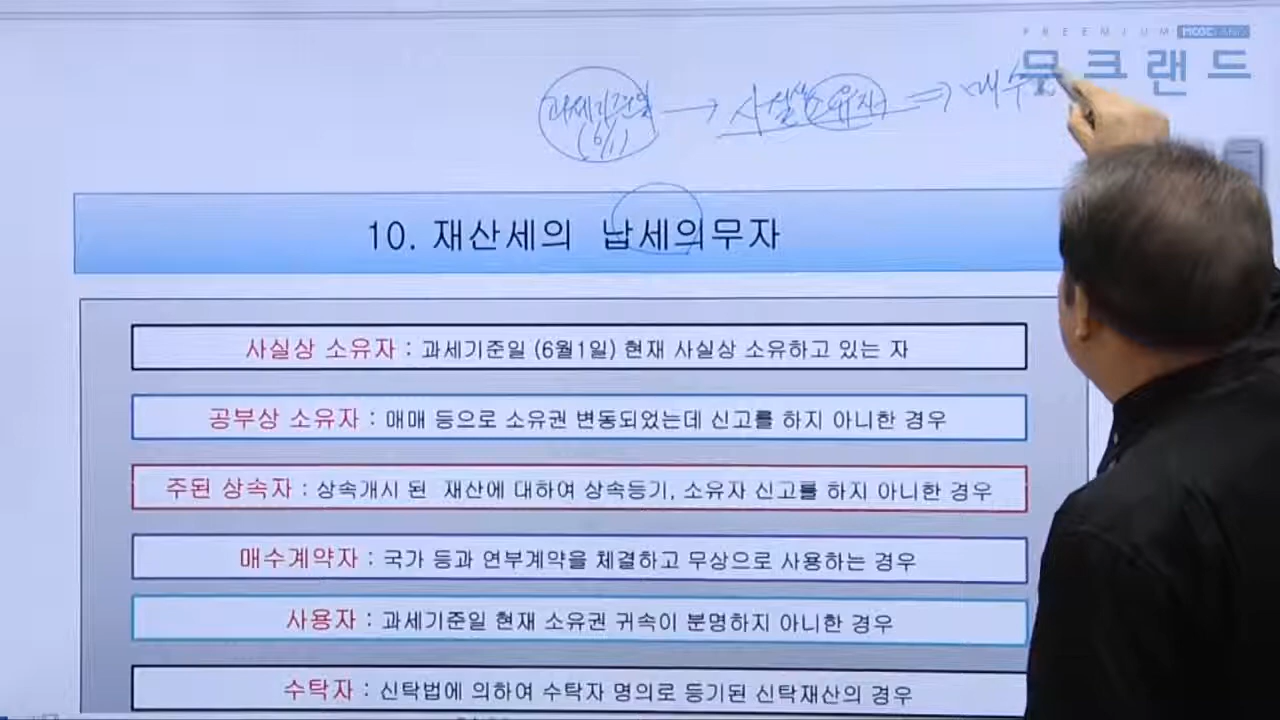 PREEMIUM MOOCLAND
무크랜드
과세기준일 → 사실상소유자 ⇒ 매수
(6/1)
10. 재산세의 납세의무자
사실상 소유자 : 과세기준일 (6월1일) 현재 사실상 소유하고 있는 자
공부상 소유자 : 매매 등으로 소유권 변동되었는데 신고를 하지 아니한 경우
주된 상속자 : 상속개시 된 재산에 대하여 상속등기, 소유자 신고를 하지 아니한 경우
매수계약자 : 국가 등과 연부계약을 체결하고 무상으로 사용하는 경우
사용자 : 과세기준일 현재 소유권 귀속이 분명하지 아니한 경우
수탁자 : 신탁법에 의하여 수탁자 명의로 등기된 신탁재산의 경우